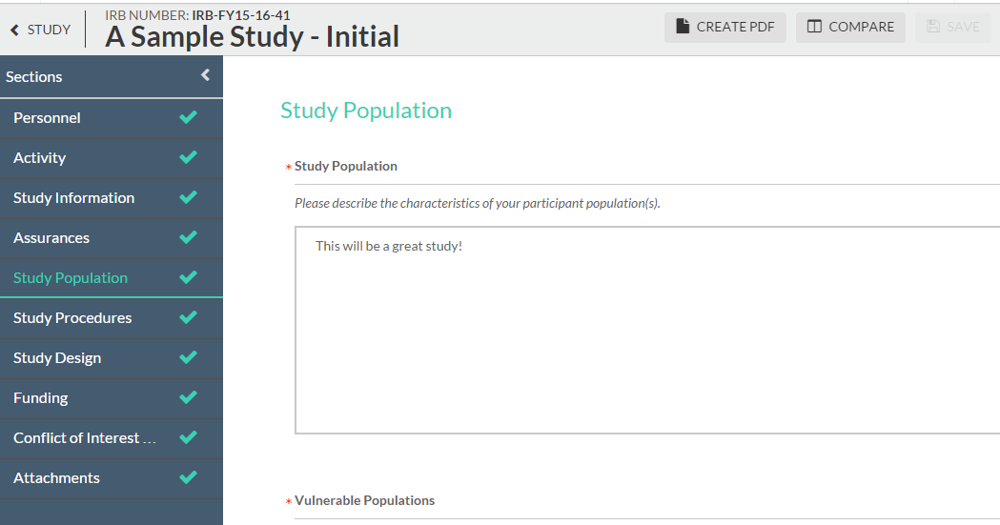 STUDY
IRB NUMBER: IRB-FY15-16-41
A Sample Study - Initial
CREATE PDF
COMPARE
SAVE
Sections
Personnel
Activity
Study Information
Assurances
Study Population
Study Procedures
Study Design
Funding
Conflict of Interest ...
Attachments
Study Population
* Study Population
Please describe the characteristics of your participant population(s).
This will be a great study!
* Vulnerable Populations